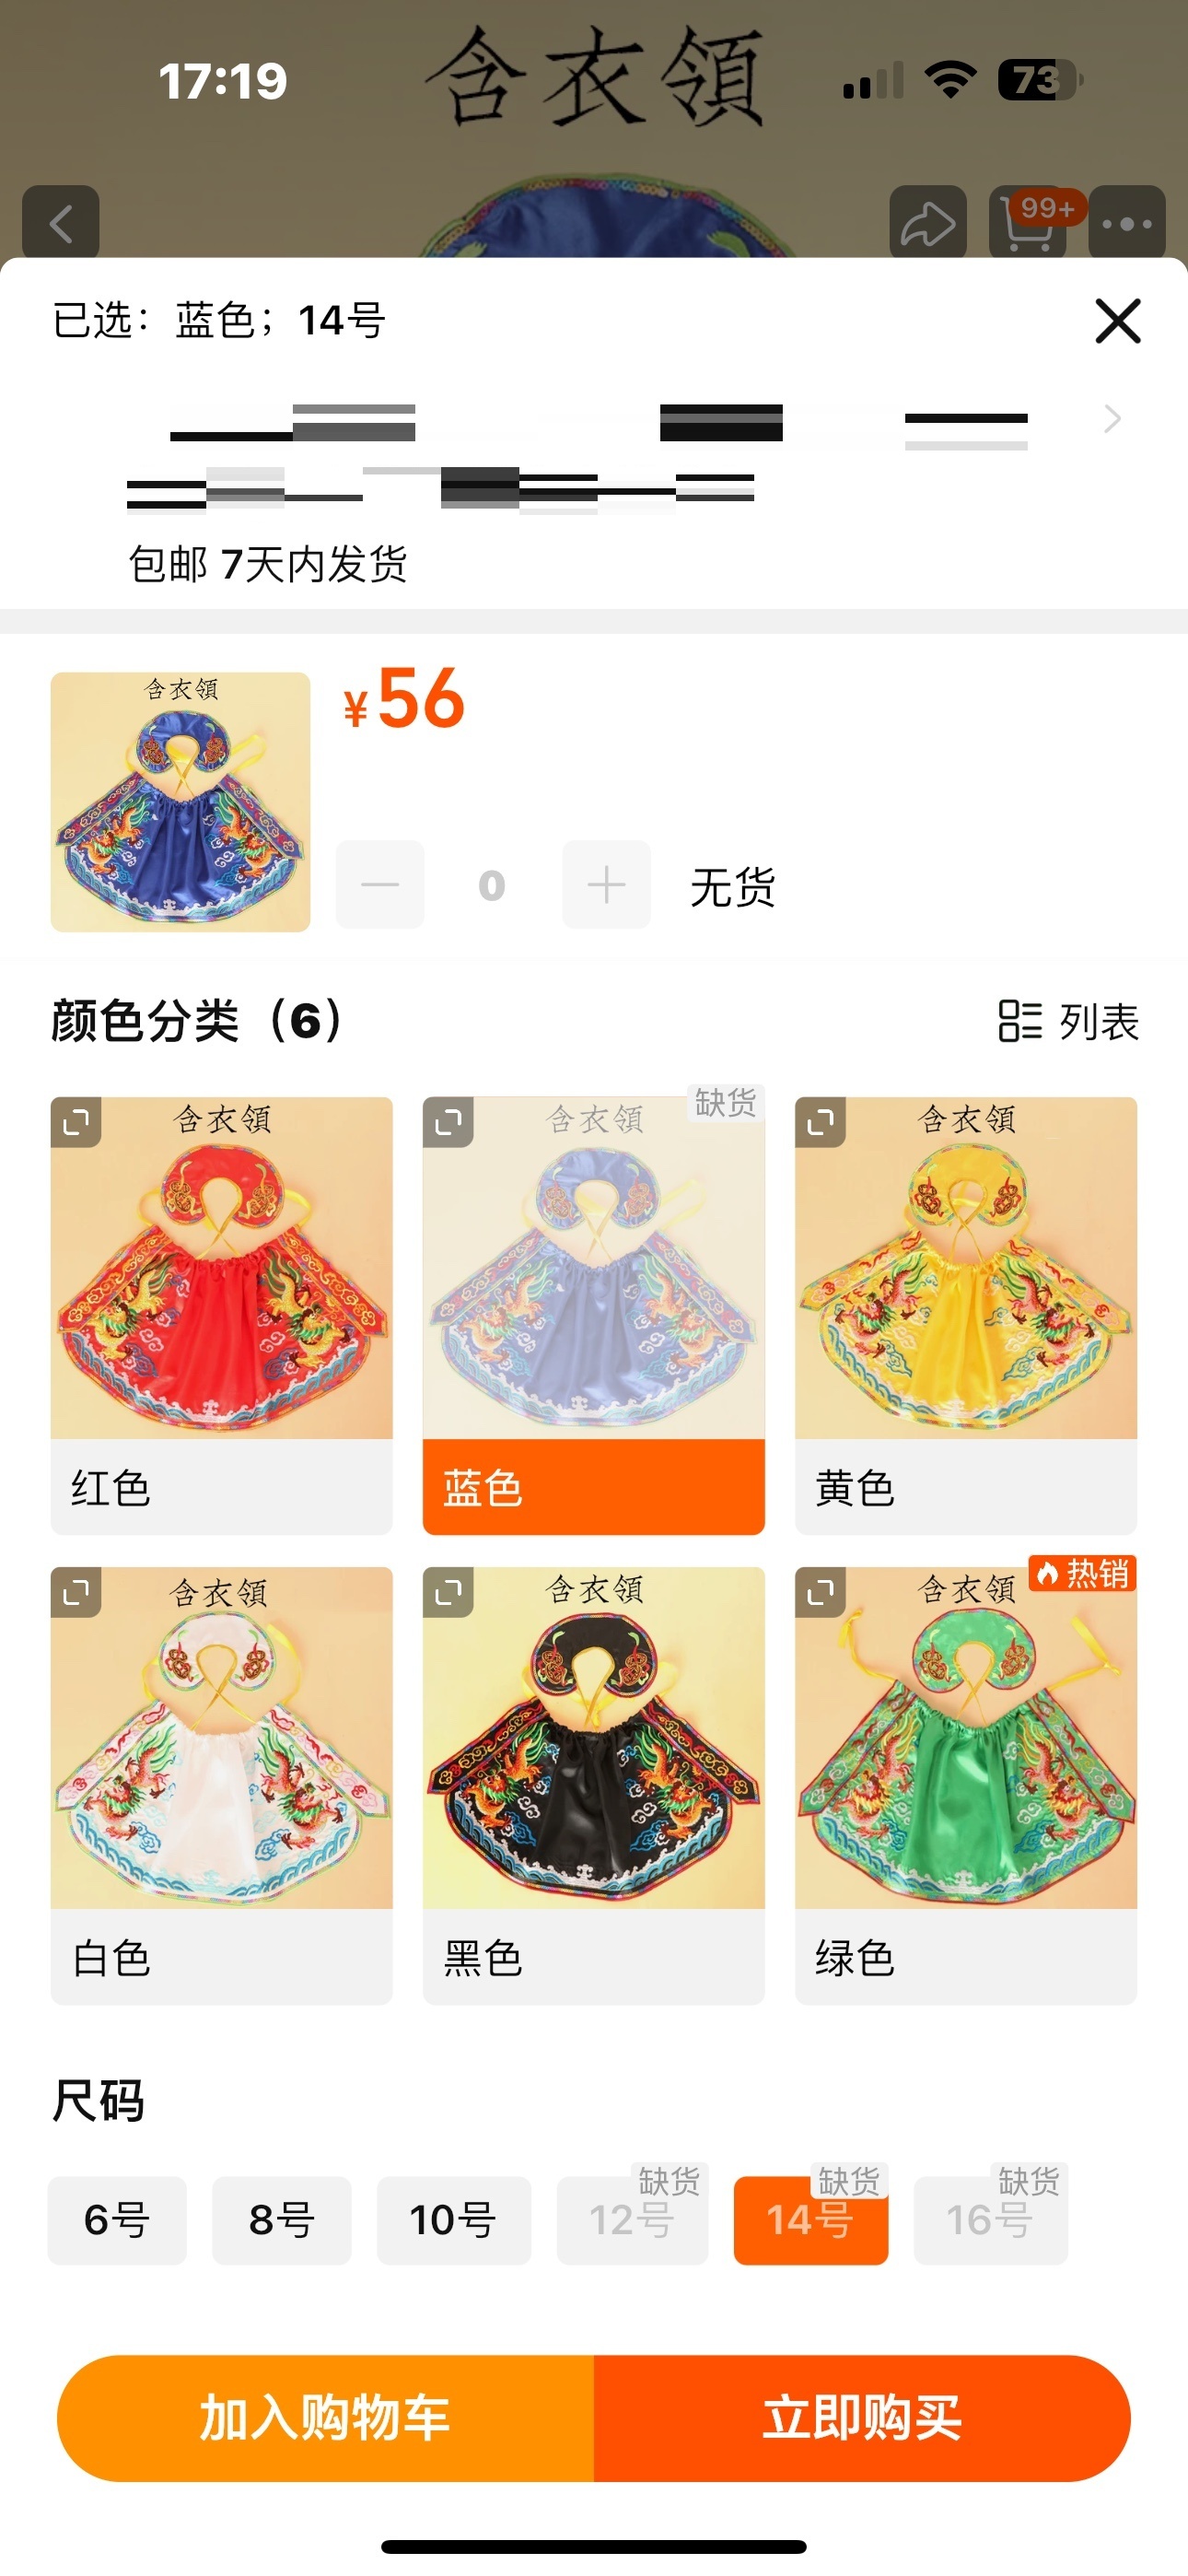 含衣領
17:19
73
99+
已选：蓝色；14号
包邮 7天内发货
含衣領
¥56
0
无货
颜色分类（6）
列表
含衣領
缺货
含衣領
含衣領
红色
蓝色
黄色
热销
含衣領
含衣領
含衣領
白色
黑色
绿色
尺码
缺货
缺货
缺货
6号
8号
10号
12号
14号
16号
加入购物车
立即购买